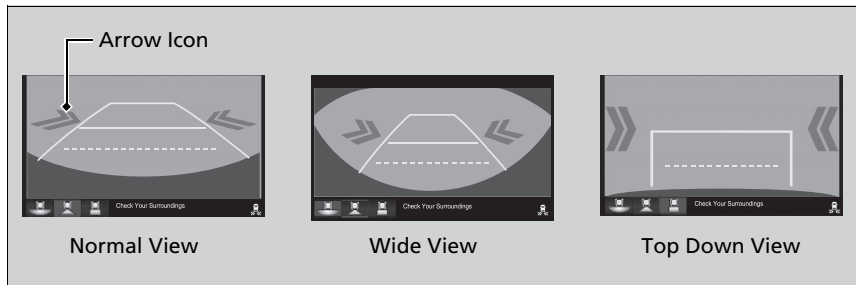 Arrow Icon
Check Your Surroundings
Check Your Surroundings
Check Your Surroundings
Normal View
Wide View
Top Down View